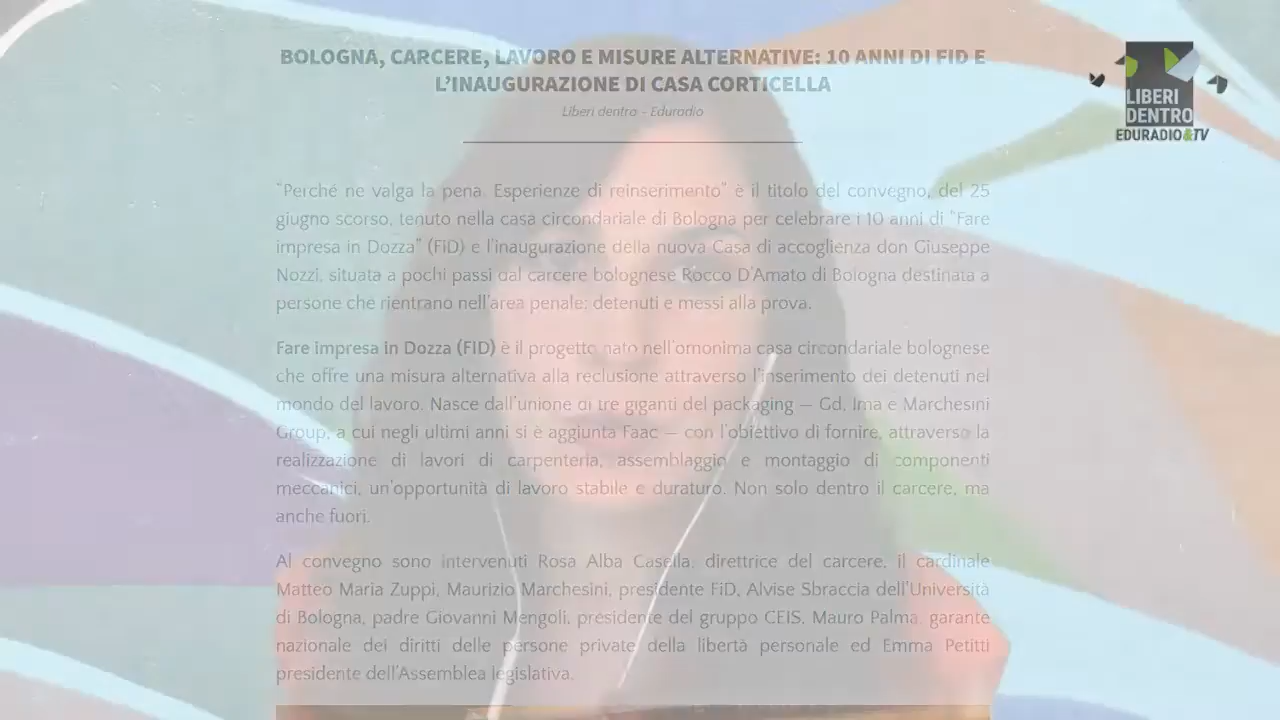 BOLOGNA, CARCERE, LAVORO E MISURE ALTERNATIVE: 10 ANNI DI FID E
L'INAUGURAZIONE DI CASA CORTICELLA
Liberi dentro - Eduradio
"Perché ne valga la pena. Esperienze di reinserimento" è il titolo del convegno, del 25
giugno scorso, tenuto nella casa circondariale di Bologna per celebrare i 10 anni di "Fare
impresa in Dozza" (FiD) e l'inaugurazione della nuova Casa di accoglienza don Giuseppe
Nozzi, situata a pochi passi dal carcere bolognese Rocco D'Amato di Bologna destinata a
persone che rientrano nell'area penale: detenuti e messi alla prova.
Fare impresa in Dozza (FID) è il progetto nato nell'omonima casa circondariale bolognese
che offre una misura alternativa alla reclusione attraverso l'inserimento dei detenuti nel
mondo del lavoro. Nasce dall'unione di tre giganti del packaging – Gd, Ima e Marchesini
Group, a cui negli ultimi anni si è aggiunta Faac – con l'obiettivo di fornire, attraverso la
realizzazione di lavori di carpenteria, assemblaggio e montaggio di componenti
meccanici, un'opportunità di lavoro stabile e duraturo. Non solo dentro il carcere, ma
anche fuori.
Al convegno sono intervenuti Rosa Alba Casella, direttrice del carcere, il cardinale
Matteo Maria Zuppi, Maurizio Marchesini, presidente FiD, Alvise Sbraccia dell'Università
di Bologna, padre Giovanni Mengoli, presidente del gruppo CEIS, Mauro Palma, garante
nazionale dei diritti delle persone private della libertà personale ed Emma Petitti
presidente dell'Assemblea legislativa.
LIBERI
DENTRO
EDURADIO&TV